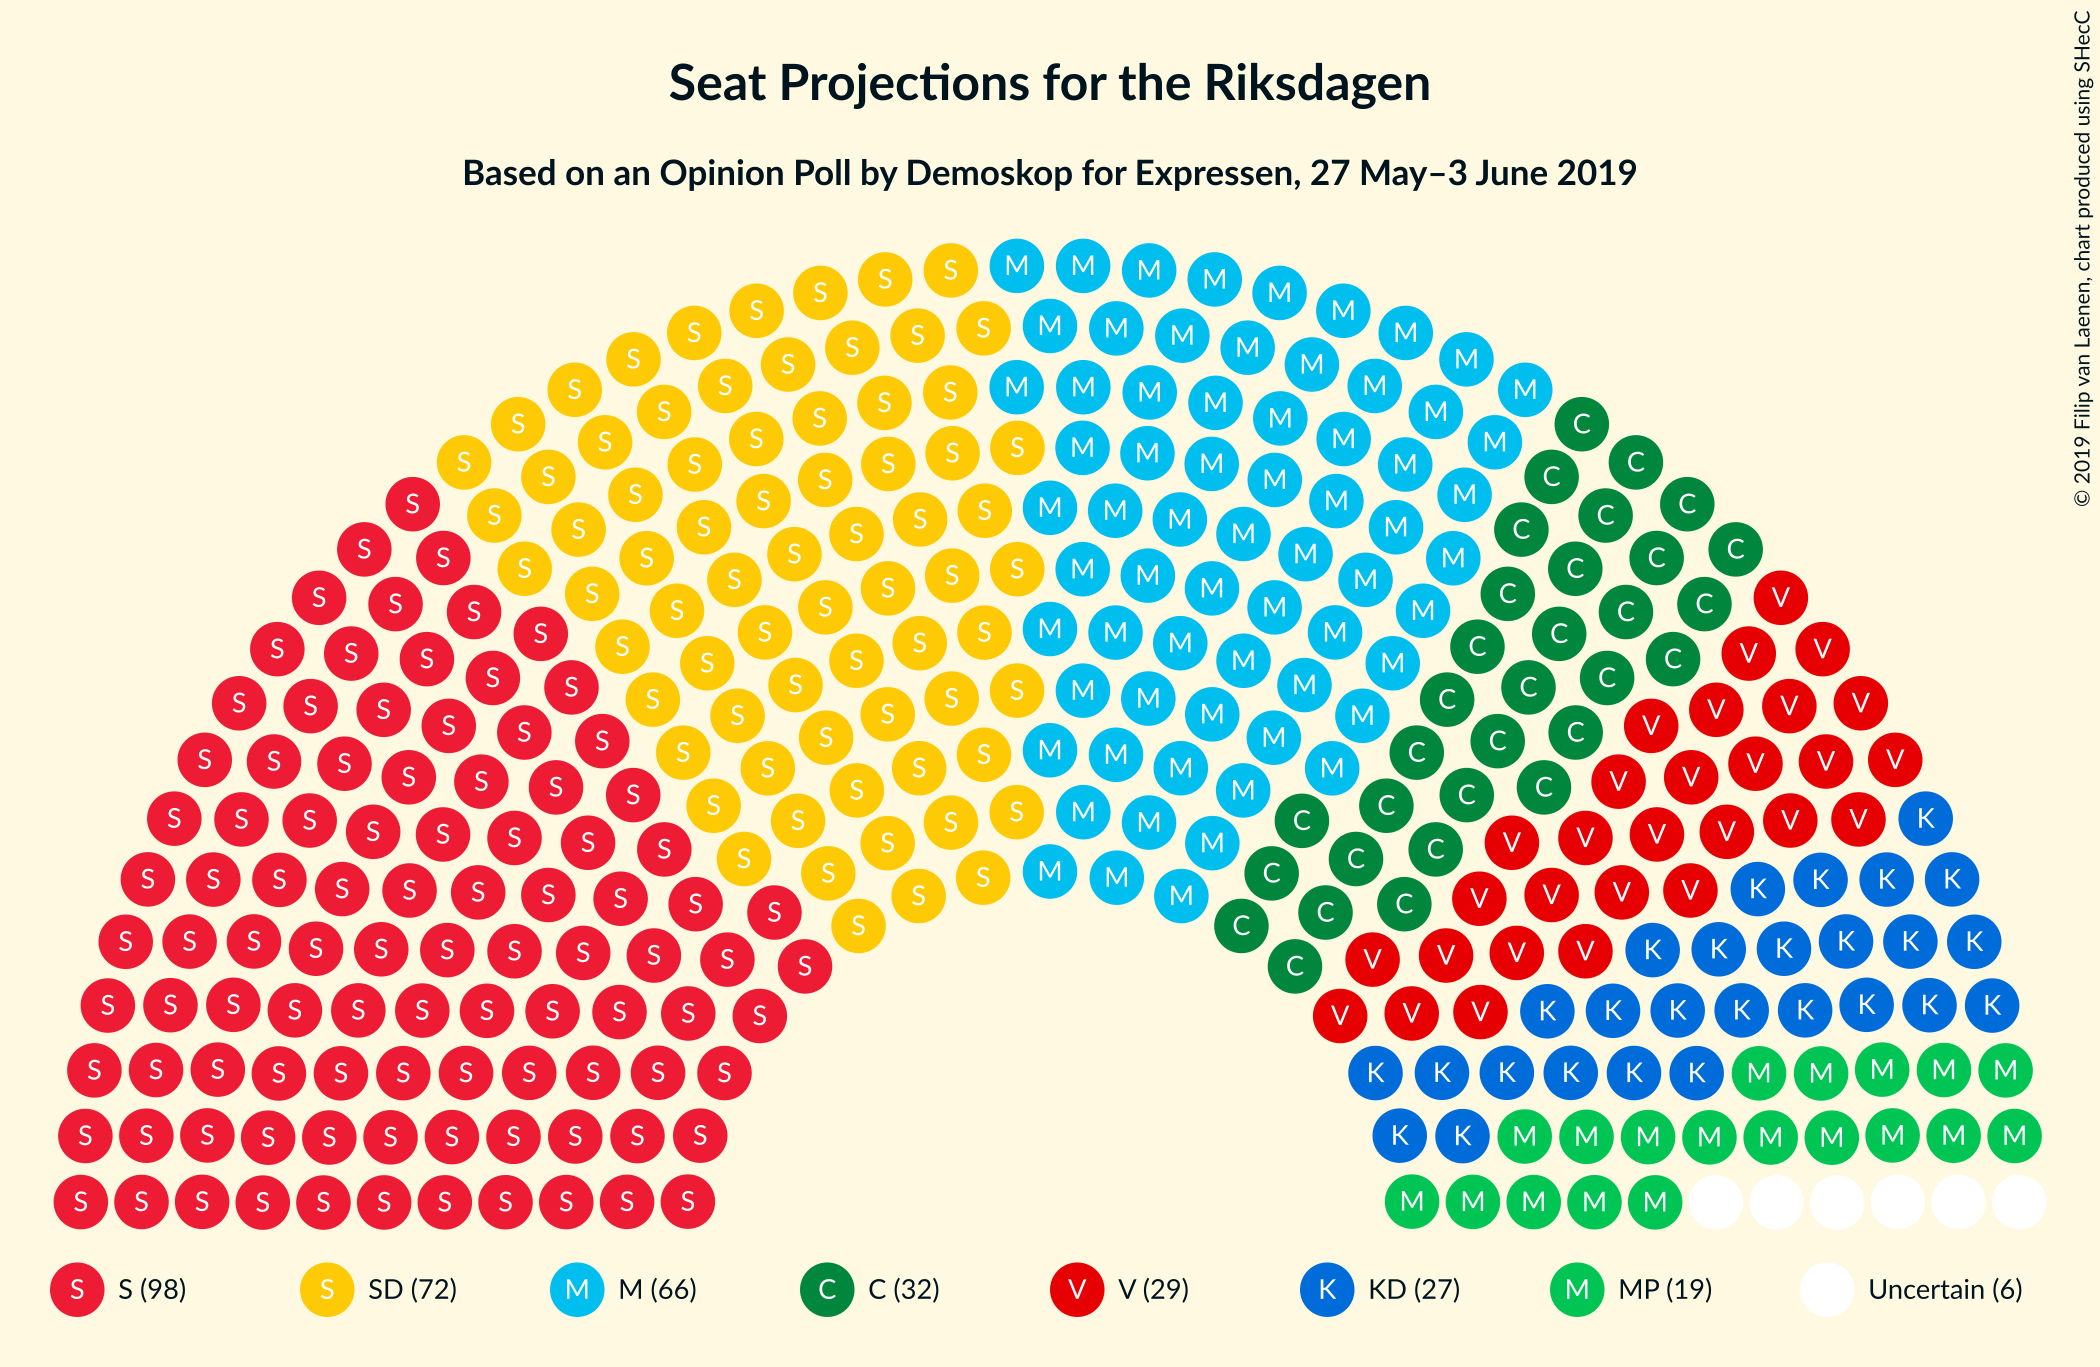 Seat Projections for the Riksdagen
Based on an Opinion Poll by Demoskop for Expressen, 27 May–3 June 2019
© 2019 Filip van Laenen, chart produced using SHecC
S S (98) S SD (72) M M (66) C C (32) V V (29) K KD (27) M MP (19) Uncertain (6)